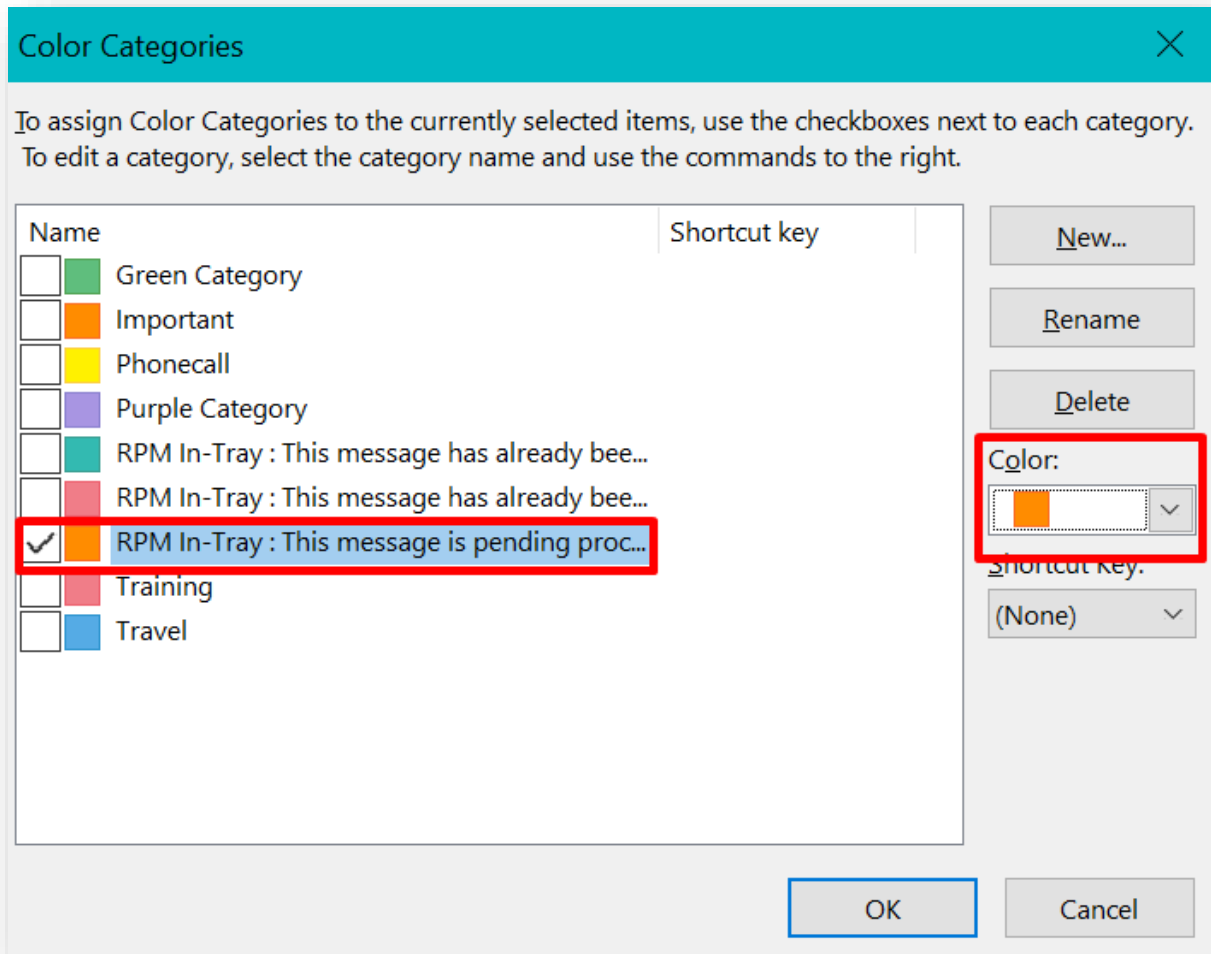 Color Categories
To assign Color Categories to the currently selected items, use the checkboxes next to each category.
To edit a category, select the category name and use the commands to the right.
Name Shortcut key
Green Category
Important
Phonecall
Purple Category
RPM In-Tray : This message has already bee...
RPM In-Tray : This message has already bee...
RPM In-Tray : This message is pending proc...
Training
Travel
New...
Rename
Delete
Color:
Shortcut Key:
(None)
OK
Cancel